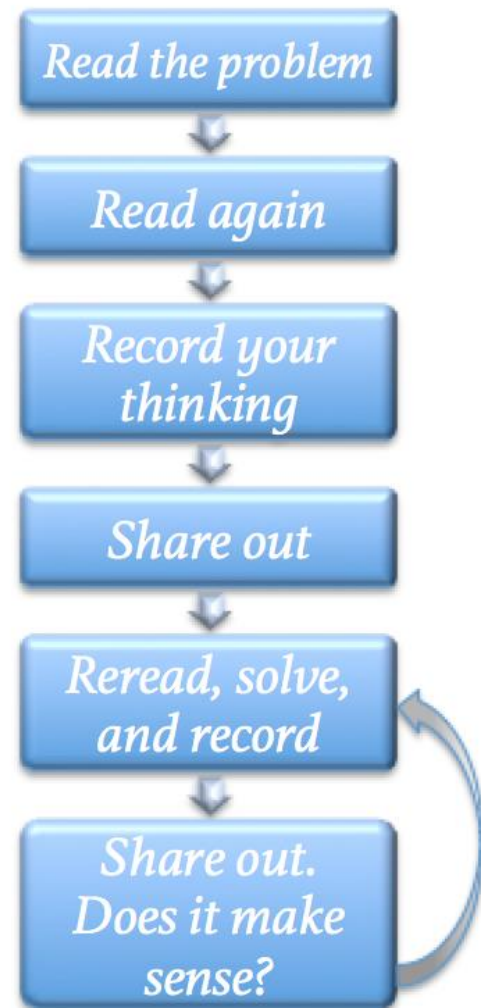 Read the problem
Read again
Record your
thinking
Share out
Reread, solve,
and record
Share out.
Does it make
sense?